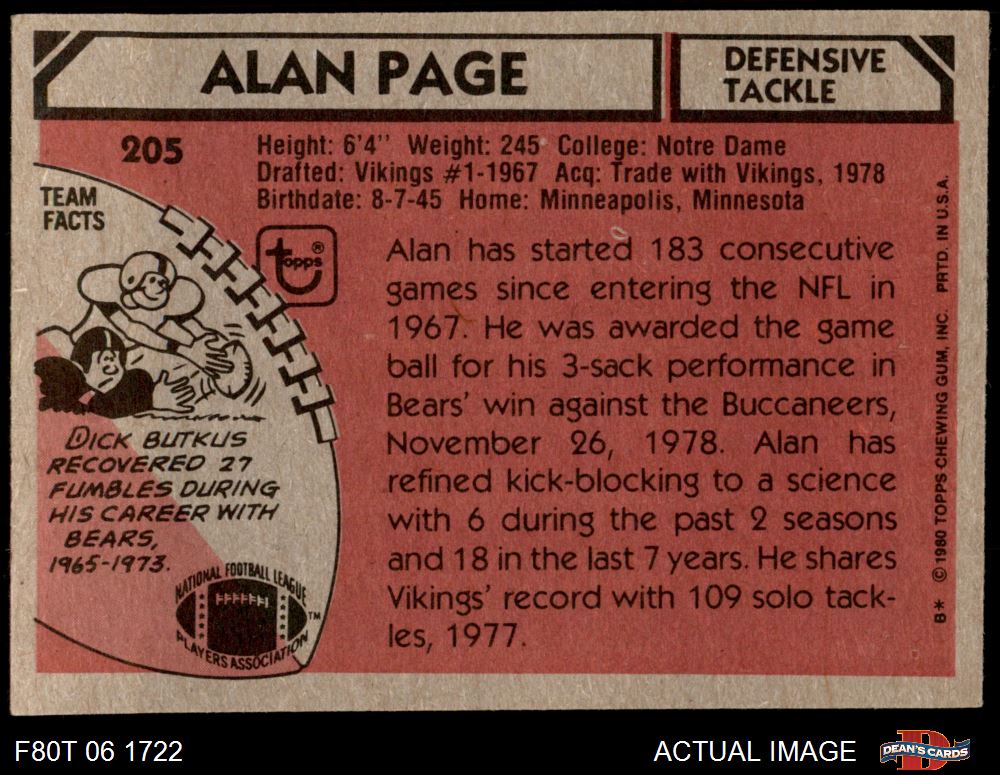 ALAN PAGE
DEFENSIVE
TACKLE
205
Height: 6'4'' Weight: 245 College: Notre Dame
Drafted: Vikings #1-1967 Acq: Trade with Vikings, 1978
Birthdate: 8-7-45 Home: Minneapolis, Minnesota
TEAM
FACTS
topps®
Alan has started 183 consecutive
games since entering the NFL in
1967. He was awarded the game
ball for his 3-sack performance in
Bears' win against the Buccaneers,
November 26, 1978. Alan has
refined kick-blocking to a science
with 6 during the past 2 seasons
and 18 in the last 7 years. He shares
Vikings' record with 109 solo tack-
les, 1977.
DICK BUTKUS
RECOVERED 27
FUMBLES DURING
HIS CAREER WITH
BEARS,
1965-1973.
NATIONAL FOOTBALL LEAGUE
PLAYERS ASSOCIATION
™
B* © 1980 TOPPS CHEWING GUM, INC. PRTD. IN U.S.A.
F80T 06 1722
ACTUAL IMAGE
D
DEAN'S CARDS